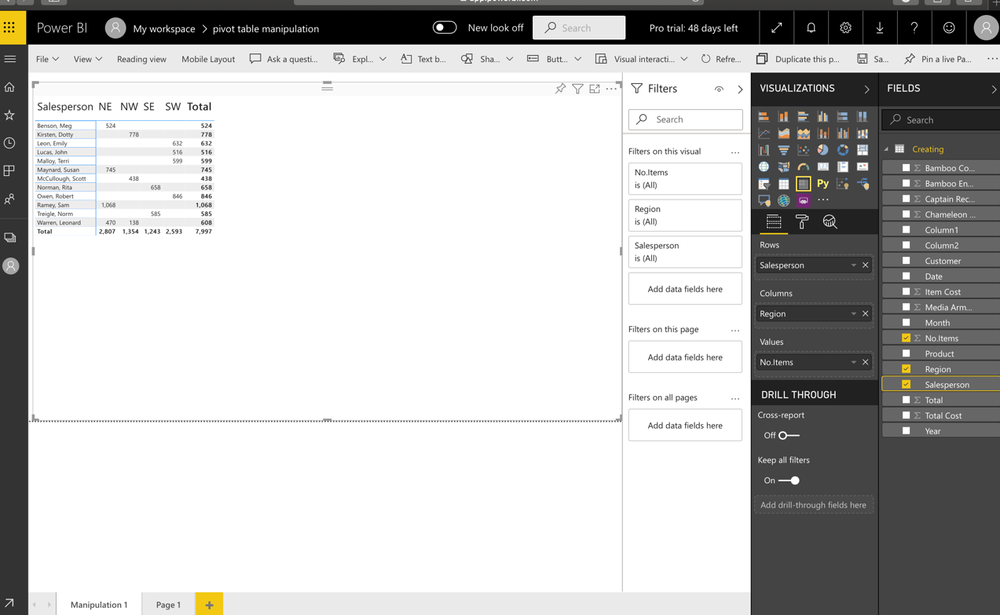 Power BI
My workspace > pivot table manipulation
New look off
Search
Pro trial: 48 days left
File
View
Reading view
Mobile Layout
Ask a questi...
Expl...
Text b...
Sha...
Butt...
Visual interacti...
Refre...
Duplicate this p...
Sa...
Pin a live Pa...
Salesperson NE NW SE SW Total
Benson, Meg 524 524
Kirsten, Dotty 778 778
Leon, Emily 632 632
Lucas, John 516 516
Malloy, Terri 599 599
Maynard, Susan 745 745
McCullough, Scott 438 438
Norman, Rita 658 658
Owen, Robert 846 846
Ramey, Sam 1,068 1,068
Treigle, Norm 585 585
Warren, Leonard 470 138 608
Total 2,807 1,354 1,243 2,593 7,997
Filters
Search
Filters on this visual ...
No.Items
is (All)
Region
is (All)
Salesperson
is (All)
Add data fields here
Filters on this page ...
Add data fields here
Filters on all pages ...
Add data fields here
VISUALIZATIONS
Py
Rows
Salesperson
Columns
Region
Values
No.Items
DRILL THROUGH
Cross-report
Off
Keep all filters
On
Add drill-through fields here
FIELDS
Search
Creating
Bamboo Co...
Bamboo En...
Captain Rec...
Chameleon ...
Column1
Column2
Customer
Date
Item Cost
Media Arm...
Month
No.Items
Product
Region
Salesperson
Total
Total Cost
Year
Manipulation 1
Page 1